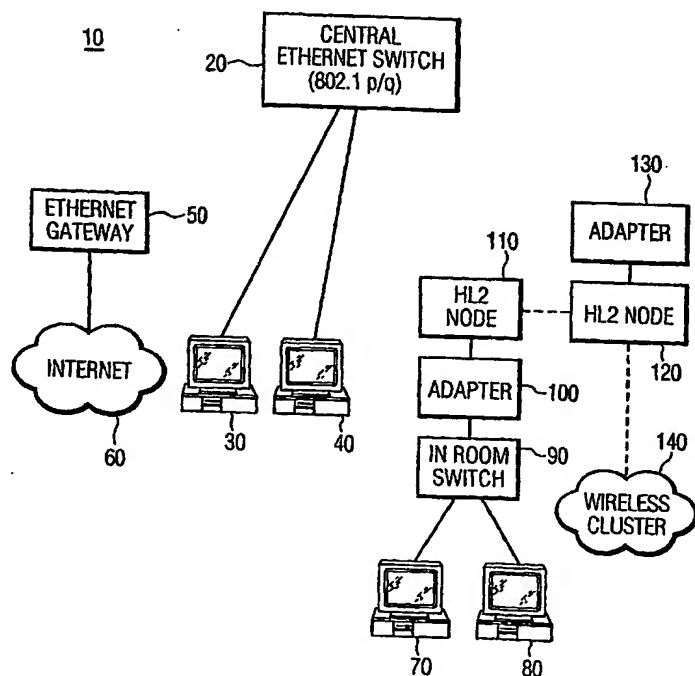 10
CENTRAL
ETHERNET SWITCH
(802.1 p/q)
20
130
ETHERNET
GATEWAY
50
ADAPTER
110
HL2
NODE
HL2 NODE
120
INTERNET
60
30
40
ADAPTER
100
IN ROOM
SWITCH
90
140
WIRELESS
CLUSTER
70
80